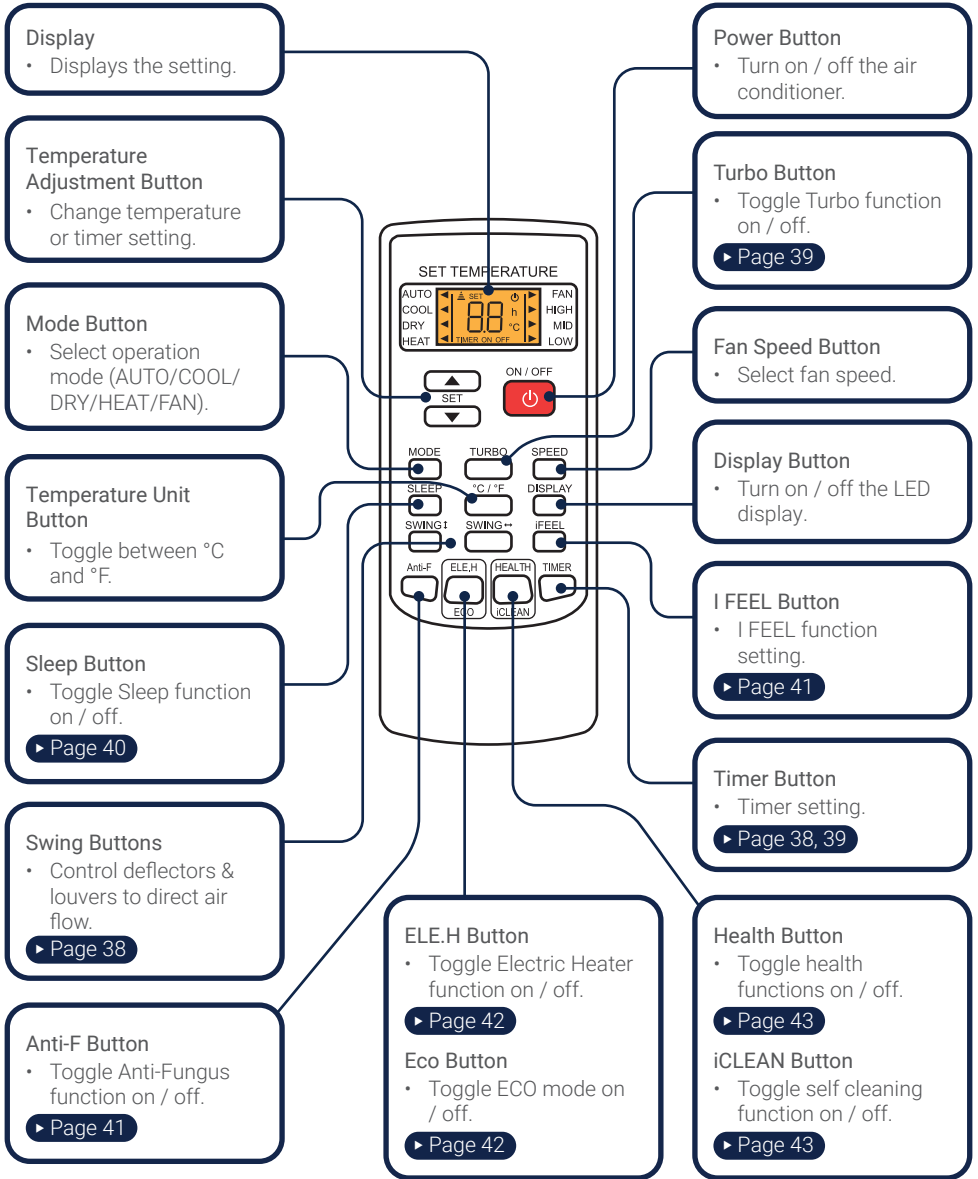 Display
• Displays the setting.
Temperature
Adjustment Button
• Change temperature
or timer setting.
Mode Button
• Select operation
mode (AUTO/COOL/
DRY/HEAT/FAN).
Temperature Unit
Button
• Toggle between °C
and °F.
Sleep Button
• Toggle Sleep function
on / off.
▸ Page 40
Swing Buttons
• Control deflectors &
louvers to direct air
flow.
▸ Page 38
Anti-F Button
• Toggle Anti-Fungus
function on / off.
▸ Page 41
SET TEMPERATURE
AUTO ◀ SET ▶ FAN
COOL ◀ 88 h ▶ HIGH
DRY ◀ °C ▶ MID
HEAT ◀ TIMER ON OFF ▶ LOW
▲
SET
▼
ON / OFF
MODE TURBO SPEED
SLEEP °C / °F DISPLAY
SWING↕ SWING↔ iFEEL
Anti-F ELE.H HEALTH TIMER
ECO iCLEAN
ELE.H Button
• Toggle Electric Heater
function on / off.
▸ Page 42
Eco Button
• Toggle ECO mode on
/ off.
▸ Page 42
Power Button
• Turn on / off the air
conditioner.
Turbo Button
• Toggle Turbo function
on / off.
▸ Page 39
Fan Speed Button
• Select fan speed.
Display Button
• Turn on / off the LED
display.
I FEEL Button
• I FEEL function
setting.
▸ Page 41
Timer Button
• Timer setting.
▸ Page 38, 39
Health Button
• Toggle health
functions on / off.
▸ Page 43
iCLEAN Button
• Toggle self cleaning
function on / off.
▸ Page 43